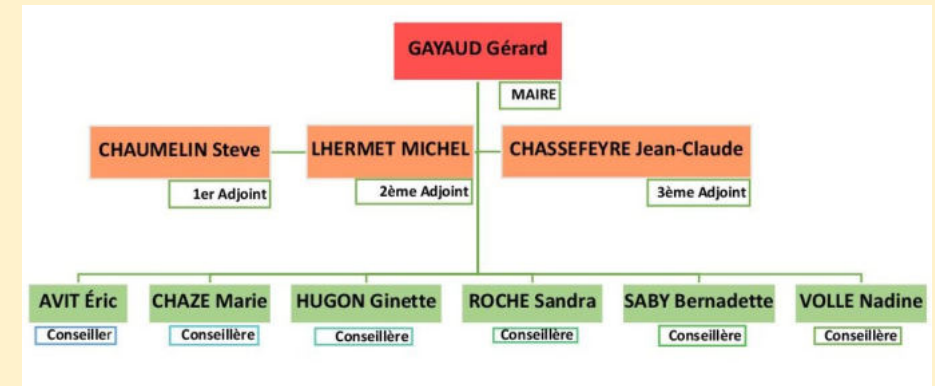 GAYAUD Gérard
MAIRE
CHAUMELIN Steve
1er Adjoint
LHERMET MICHEL
2ème Adjoint
CHASSEFEYRE Jean-Claude
3ème Adjoint
AVIT Éric
Conseiller
CHAZE Marie
Conseillère
HUGON Ginette
Conseillère
ROCHE Sandra
Conseillère
SABY Bernadette
Conseillère
VOLLE Nadine
Conseillère